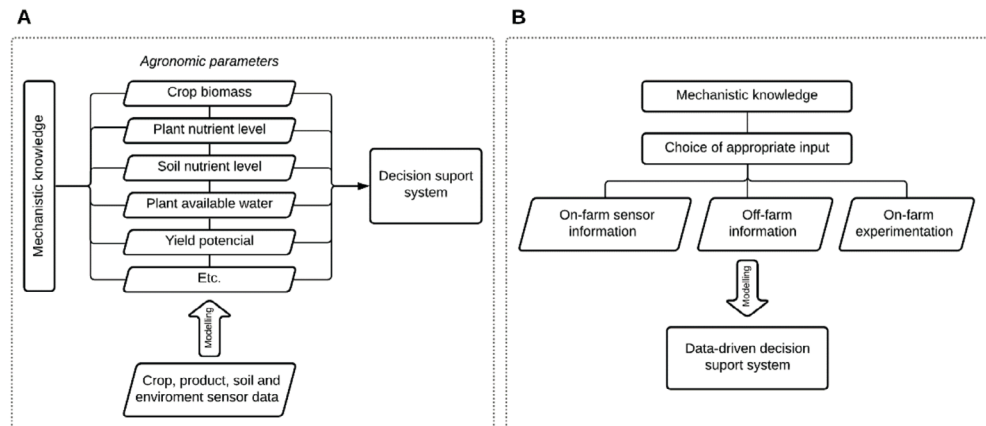 A
Agronomic parameters
Mechanistic knowledge
Crop biomass
Plant nutrient level
Soil nutrient level
Plant available water
Yield potencial
Etc.
Decision suport
system
Modelling
Crop, product, soil and
enviroment sensor data
B
Mechanistic knowledge
Choice of appropriate input
On-farm sensor
information
Off-farm
information
On-farm
experimentation
Modelling
Data-driven decision
suport system